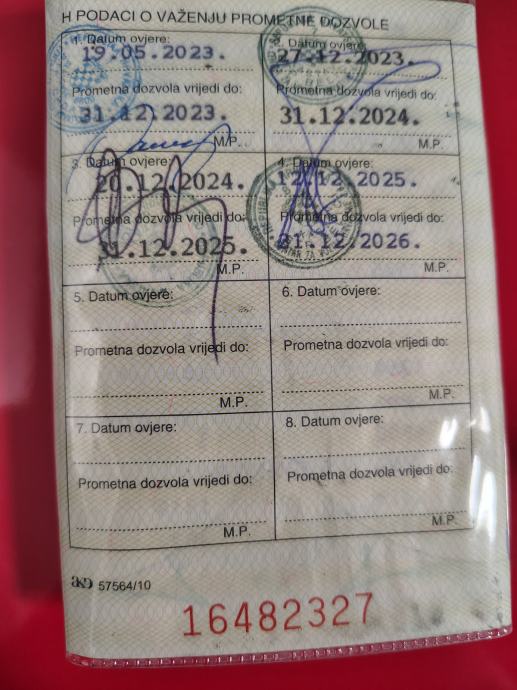 H PODACI O VAŽENJU PROMETNE DOZVOLE
1. Datum ovjere:
19.05.2023.
Prometna dozvola vrijedi do:
31.12.2023.
M.P.
2. Datum ovjere:
27.12.2023.
Prometna dozvola vrijedi do:
31.12.2024.
M.P.
3. Datum ovjere:
20.12.2024.
Prometna dozvola vrijedi do:
31.12.2025.
M.P.
4. Datum ovjere:
12.12.2025.
Prometna dozvola vrijedi do:
31.12.2026.
M.P.
5. Datum ovjere:
Prometna dozvola vrijedi do:
M.P.
6. Datum ovjere:
Prometna dozvola vrijedi do:
M.P.
7. Datum ovjere:
Prometna dozvola vrijedi do:
M.P.
8. Datum ovjere:
Prometna dozvola vrijedi do:
M.P.
akd 57564/10
16482327